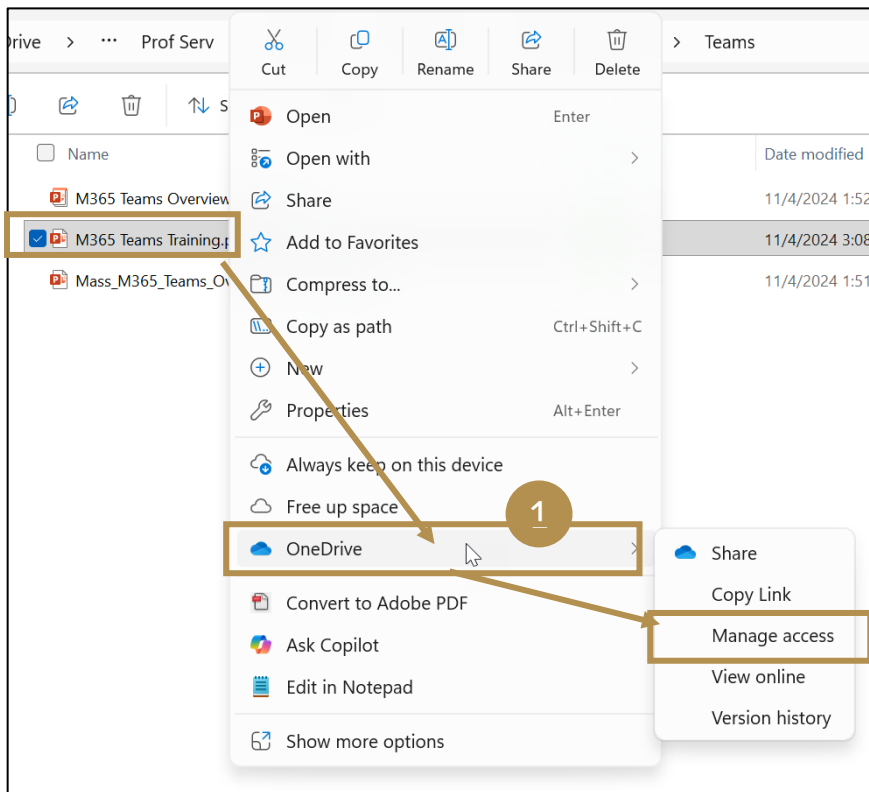 Drive > ... Prof Serv
> Teams
Cut Copy Rename Share Delete
Name
Date modified
Open Enter
Open with
Share
Add to Favorites
Compress to...
Copy as path Ctrl+Shift+C
New
Properties Alt+Enter
M365 Teams Overview
11/4/2024 1:52
M365 Teams Training.p
11/4/2024 3:08
Mass_M365_Teams_Ov
11/4/2024 1:51
Always keep on this device
Free up space
1
OneDrive
Convert to Adobe PDF
Ask Copilot
Edit in Notepad
Show more options
Share
Copy Link
Manage access
View online
Version history